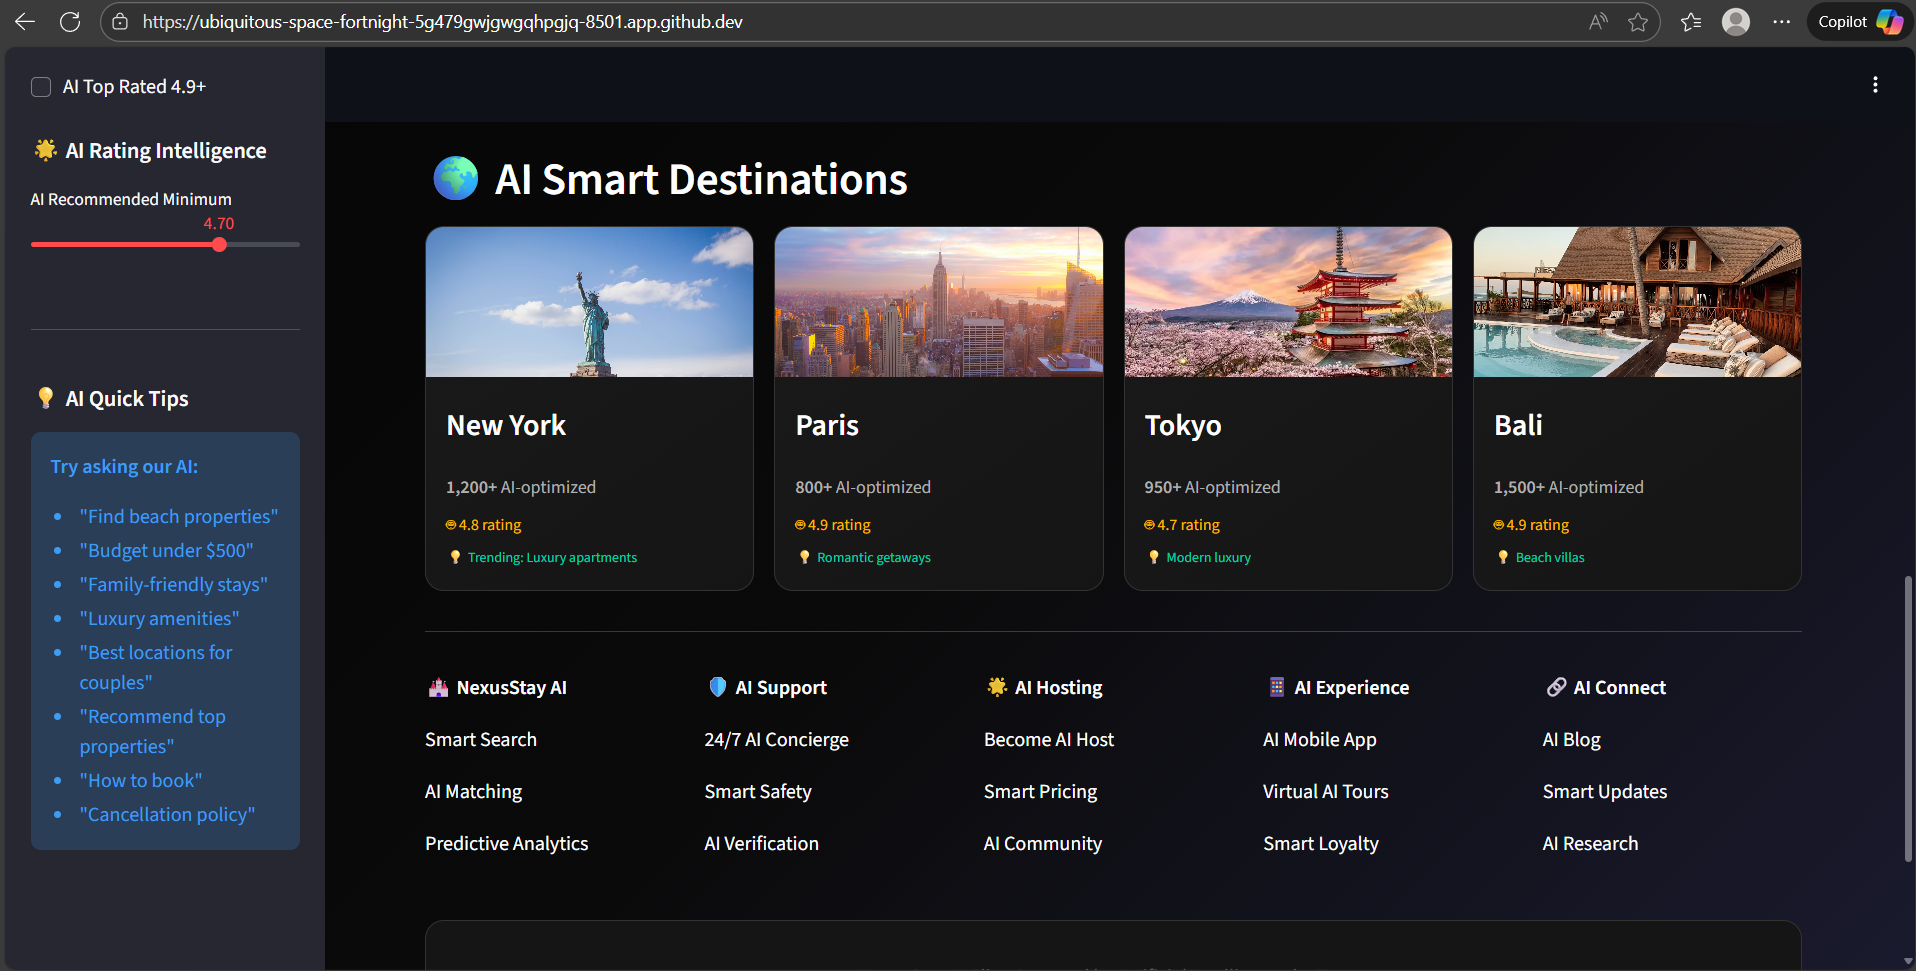 https://ubiquitous-space-fortnight-5g479gwjgwgqhpgjq-8501.app.github.dev
Copilot
AI Top Rated 4.9+
AI Rating Intelligence
AI Recommended Minimum
4.70
AI Quick Tips
Try asking our AI:
"Find beach properties"
"Budget under $500"
"Family-friendly stays"
"Luxury amenities"
"Best locations for
couples"
"Recommend top
properties"
"How to book"
"Cancellation policy"
AI Smart Destinations
New York
1,200+ AI-optimized
4.8 rating
Trending: Luxury apartments
Paris
800+ AI-optimized
4.9 rating
Romantic getaways
Tokyo
950+ AI-optimized
4.7 rating
Modern luxury
Bali
1,500+ AI-optimized
4.9 rating
Beach villas
NexusStay AI
Smart Search
AI Matching
Predictive Analytics
AI Support
24/7 AI Concierge
Smart Safety
AI Verification
AI Hosting
Become AI Host
Smart Pricing
AI Community
AI Experience
AI Mobile App
Virtual AI Tours
Smart Loyalty
AI Connect
AI Blog
Smart Updates
AI Research